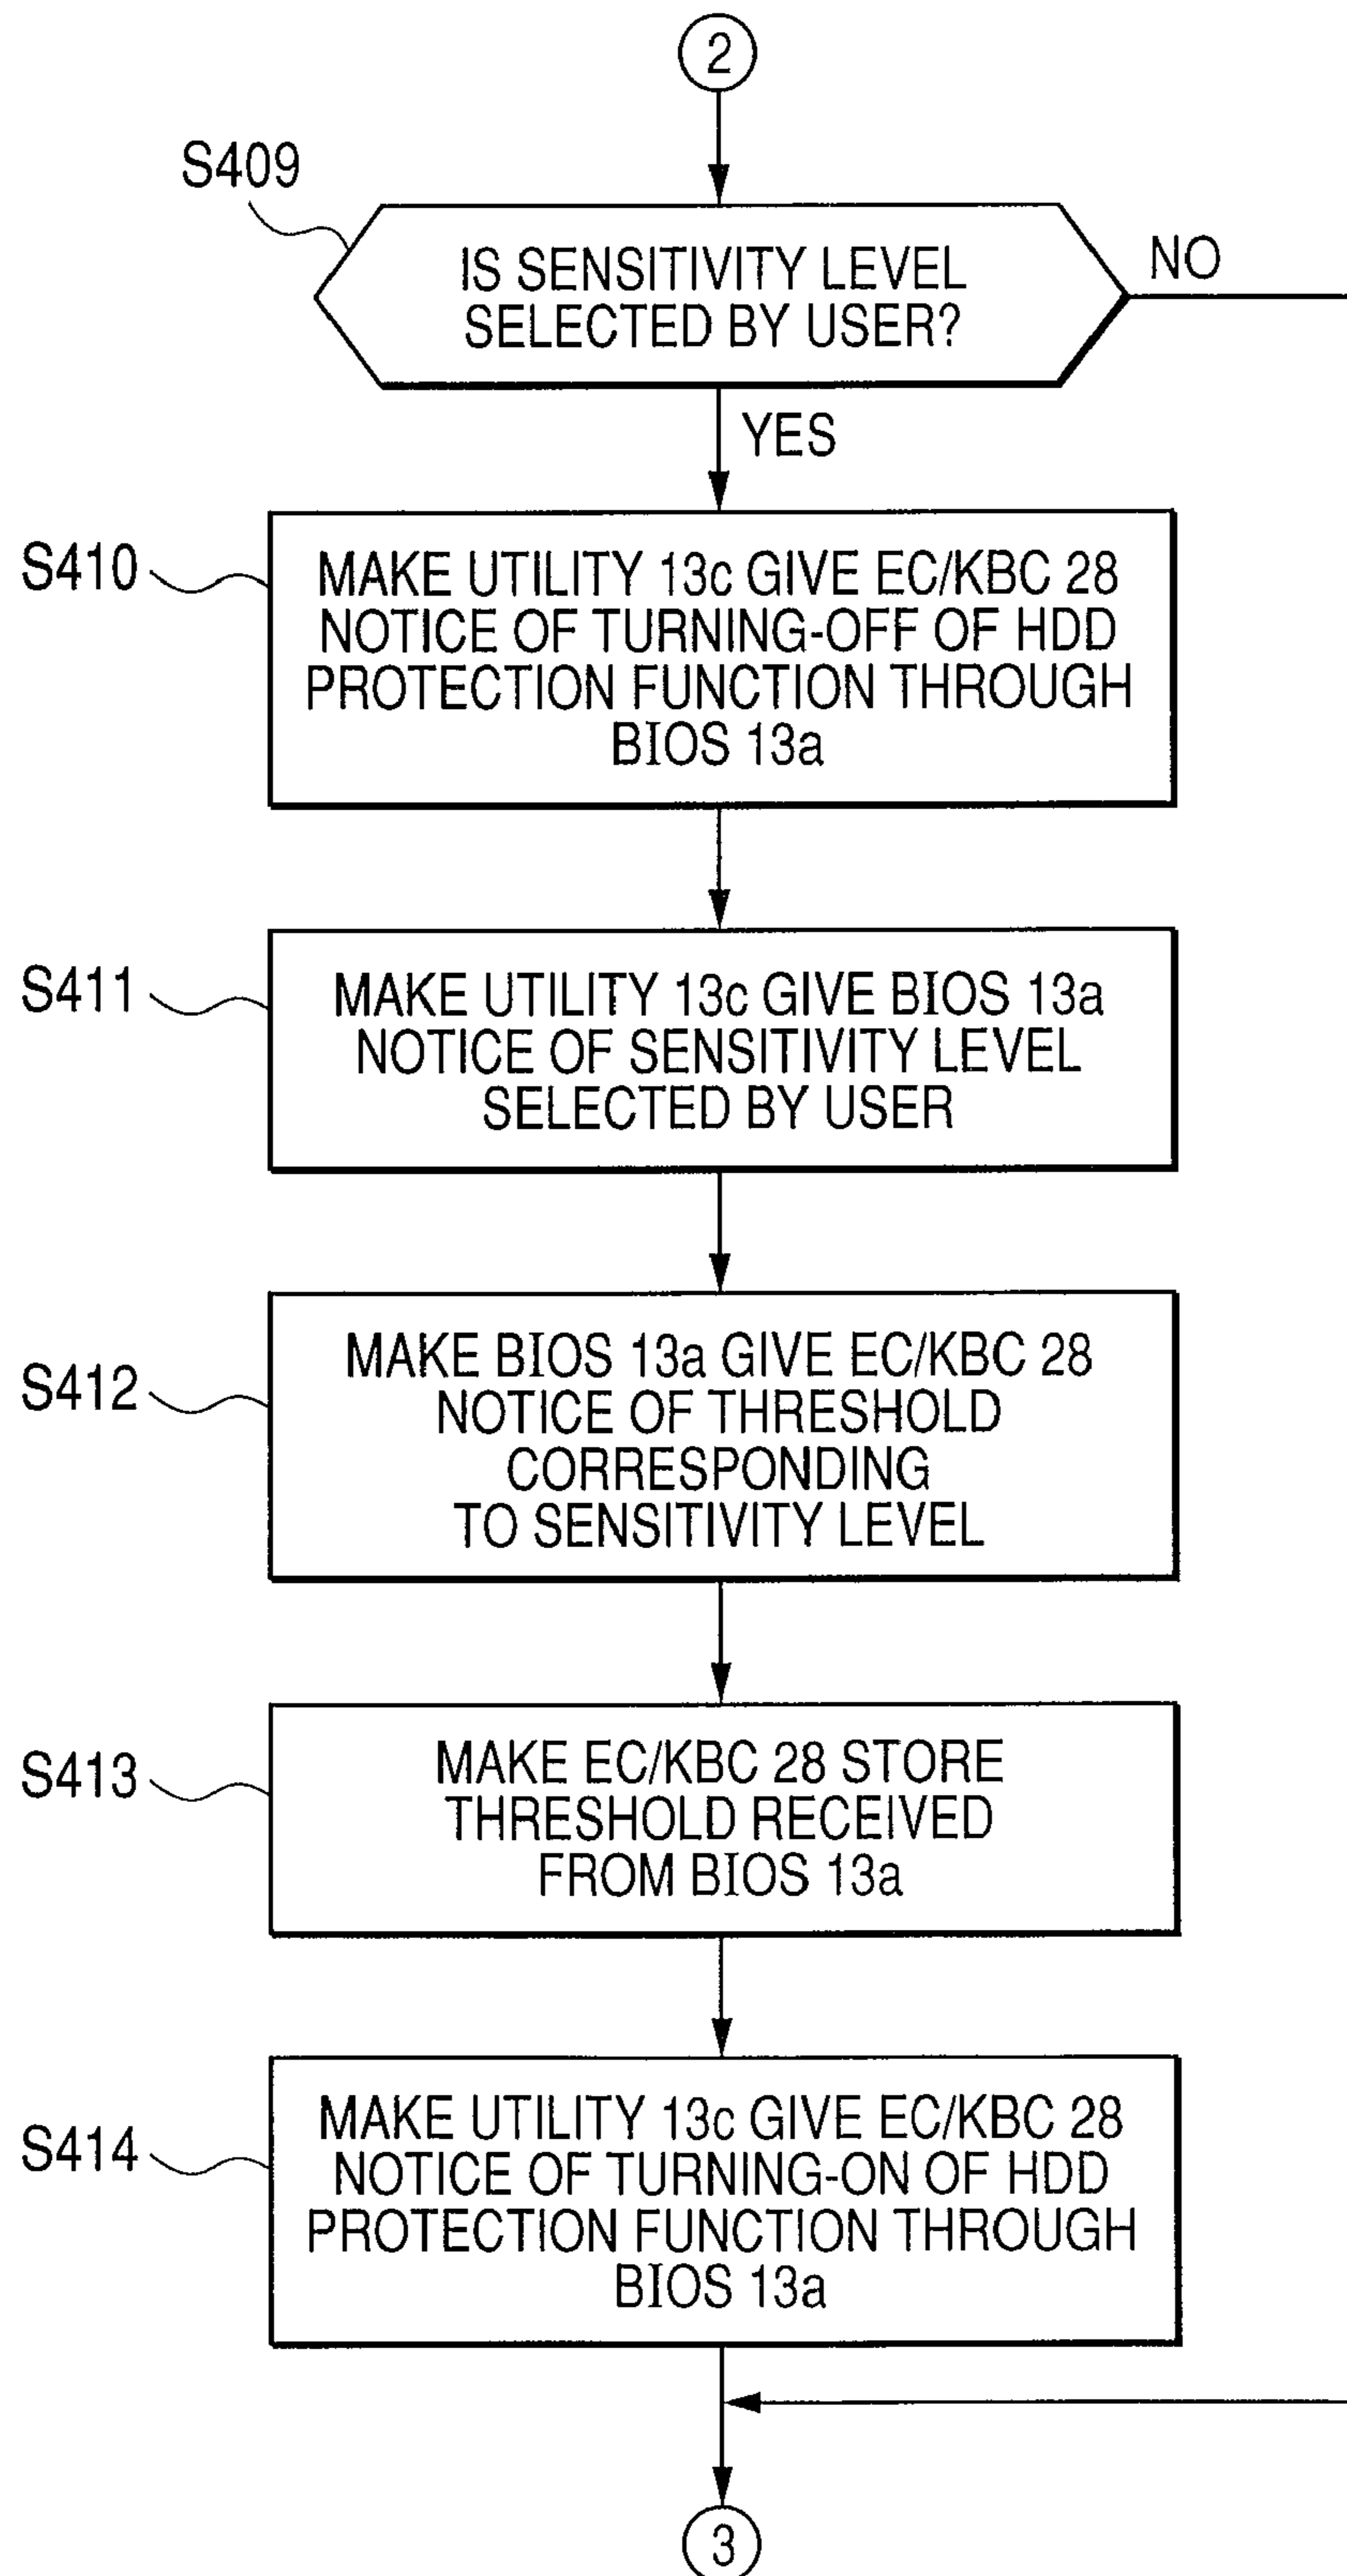 2
S409
IS SENSITIVITY LEVEL
SELECTED BY USER?
NO
YES
S410
MAKE UTILITY 13c GIVE EC/KBC 28
NOTICE OF TURNING-OFF OF HDD
PROTECTION FUNCTION THROUGH
BIOS 13a
S411
MAKE UTILITY 13c GIVE BIOS 13a
NOTICE OF SENSITIVITY LEVEL
SELECTED BY USER
S412
MAKE BIOS 13a GIVE EC/KBC 28
NOTICE OF THRESHOLD
CORRESPONDING
TO SENSITIVITY LEVEL
S413
MAKE EC/KBC 28 STORE
THRESHOLD RECEIVED
FROM BIOS 13a
S414
MAKE UTILITY 13c GIVE EC/KBC 28
NOTICE OF TURNING-ON OF HDD
PROTECTION FUNCTION THROUGH
BIOS 13a
3